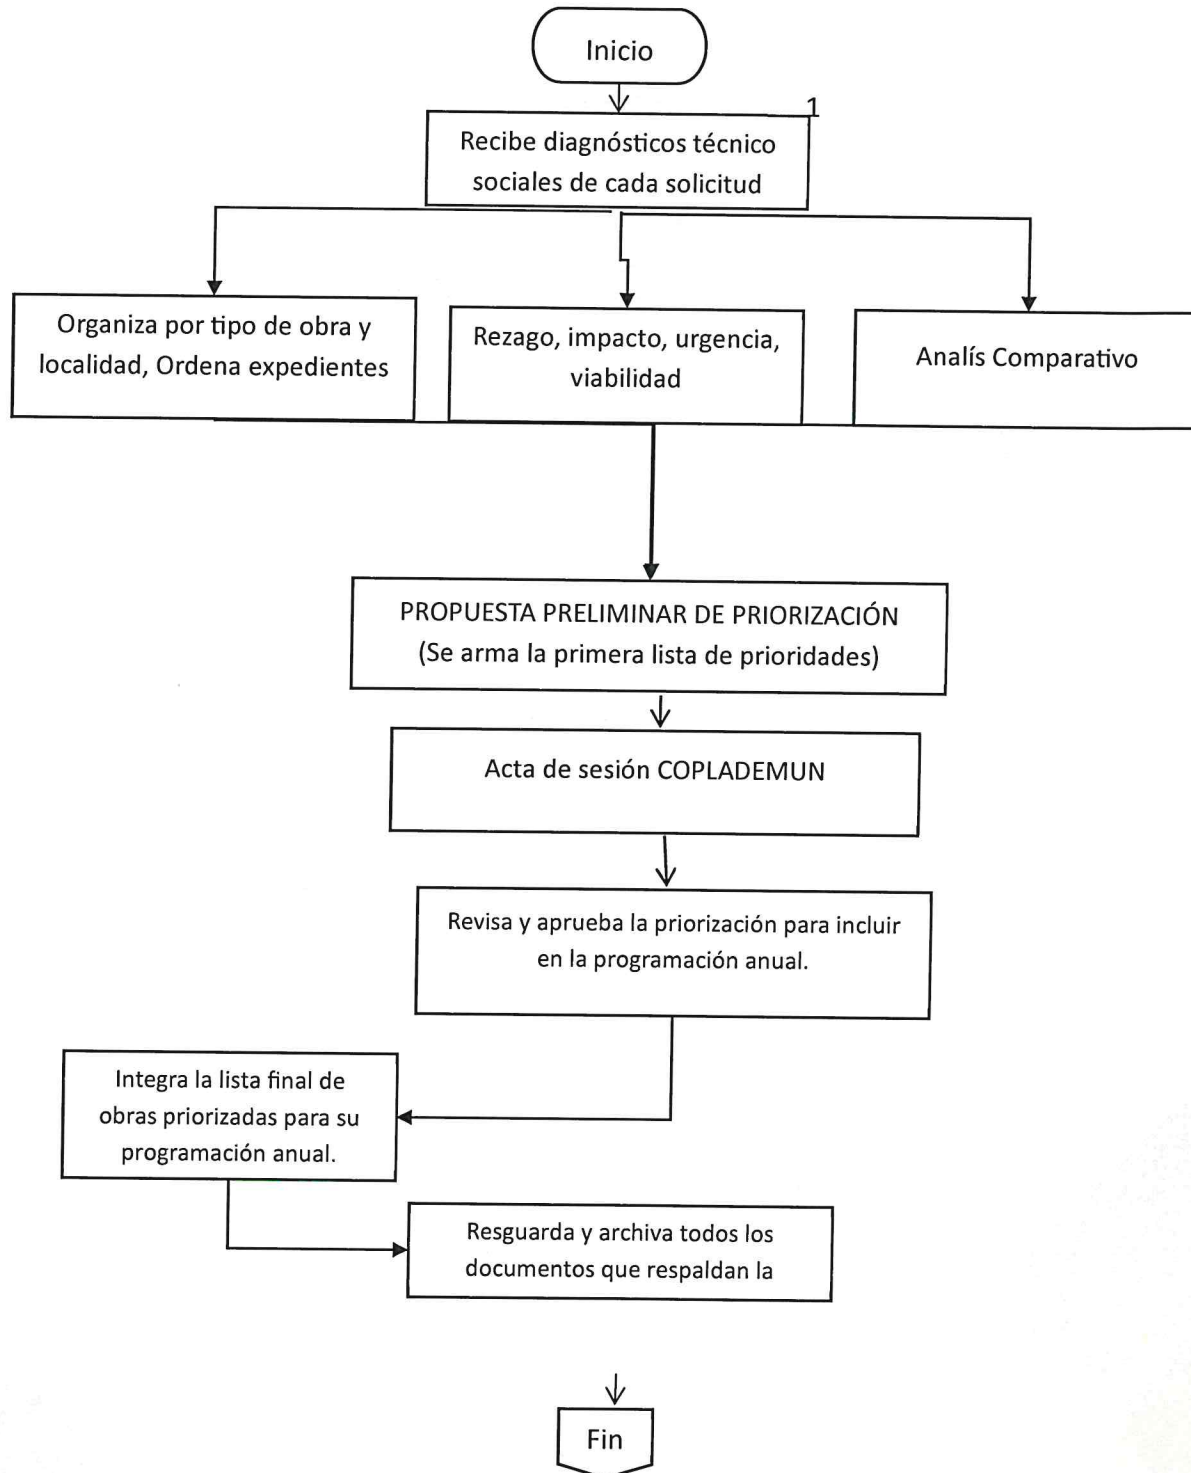 Inicio
1
Recibe diagnósticos técnico
sociales de cada solicitud
Organiza por tipo de obra y
localidad, Ordena expedientes
Rezago, impacto, urgencia,
viabilidad
Analís Comparativo
PROPUESTA PRELIMINAR DE PRIORIZACIÓN
(Se arma la primera lista de prioridades)
Acta de sesión COPLADEMUN
Revisa y aprueba la priorización para incluir
en la programación anual.
Integra la lista final de
obras priorizadas para su
programación anual.
Resguarda y archiva todos los
documentos que respaldan la
Fin